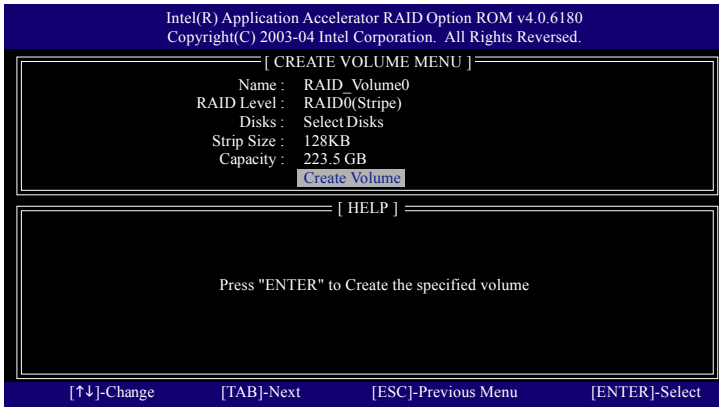 Intel(R) Application Accelerator RAID Option ROM v4.0.6180
Copyright(C) 2003-04 Intel Corporation. All Rights Reversed.
[ CREATE VOLUME MENU ]
Name : RAID_Volume0
RAID Level : RAID0(Stripe)
Disks : Select Disks
Strip Size : 128KB
Capacity : 223.5 GB
Create Volume
[ HELP ]
Press "ENTER" to Create the specified volume
[↑↓]-Change [TAB]-Next [ESC]-Previous Menu [ENTER]-Select